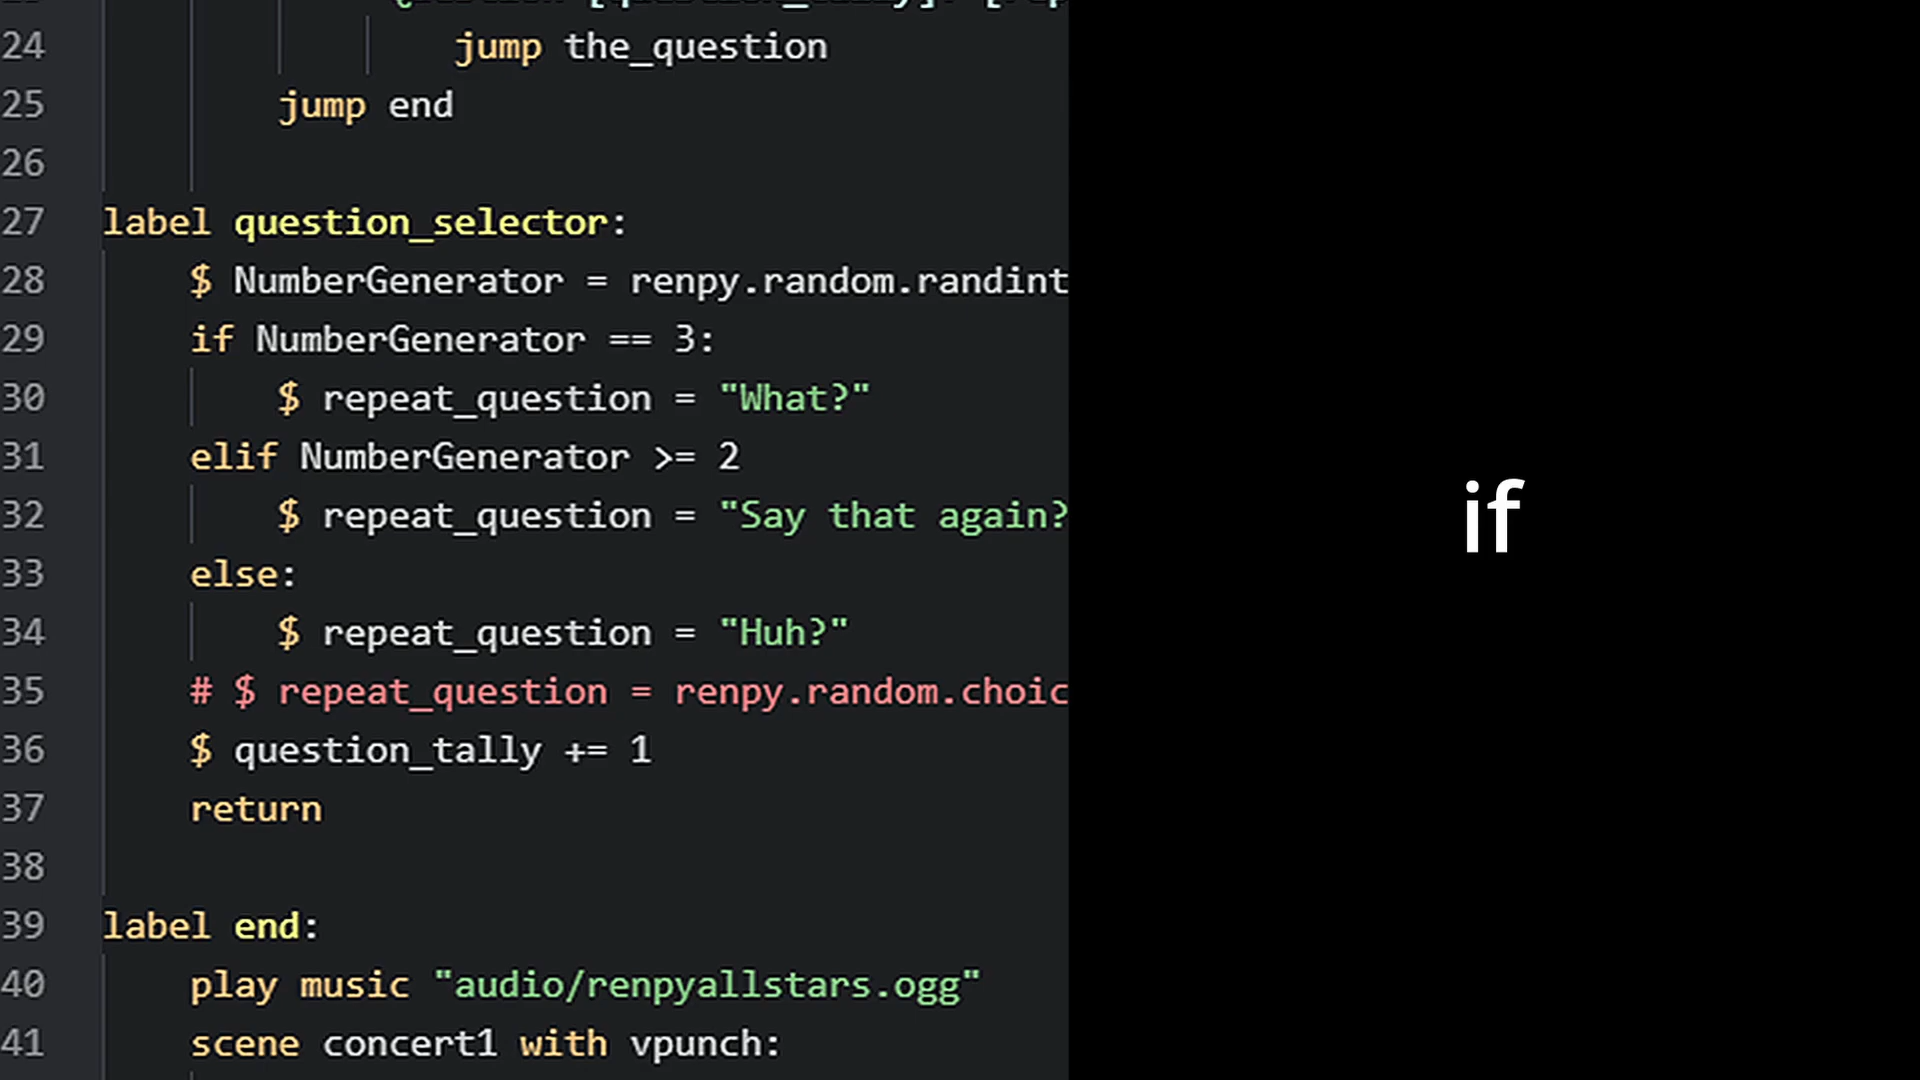 24 jump the_question
25 jump end
26
27 label question_selector:
28 $ NumberGenerator = renpy.random.randint
29 if NumberGenerator == 3:
30 $ repeat_question = "What?"
31 elif NumberGenerator >= 2
32 $ repeat_question = "Say that again?
33 else:
34 $ repeat_question = "Huh?"
35 # $ repeat_question = renpy.random.choic
36 $ question_tally += 1
37 return
38
39 label end:
40 play music "audio/renpyallstars.ogg"
41 scene concert1 with vpunch:
if